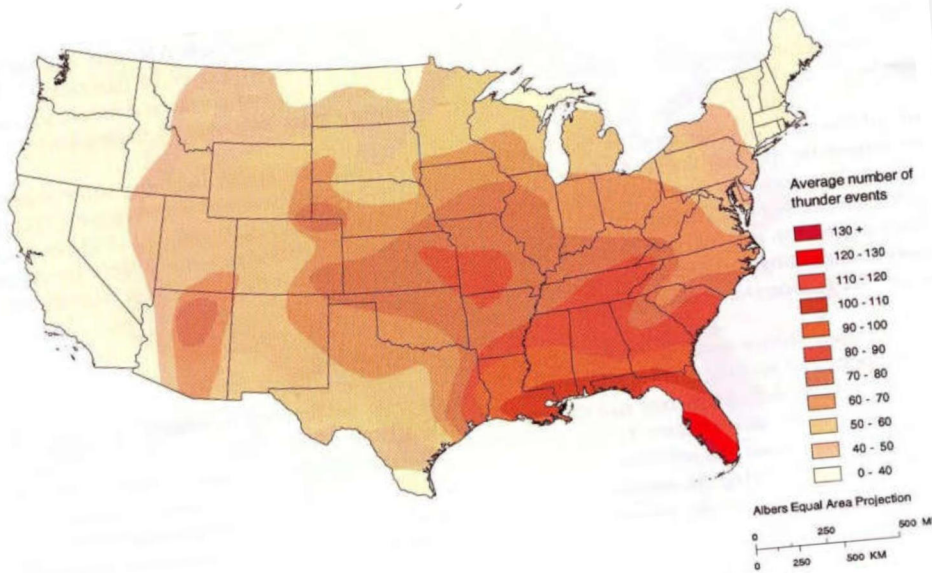 Average number of
thunder events
130 +
120 - 130
110 - 120
100 - 110
90 - 100
80 - 90
70 - 80
60 - 70
50 - 60
40 - 50
0 - 40
Albers Equal Area Projection
0 250 500 M
0 250 500 KM